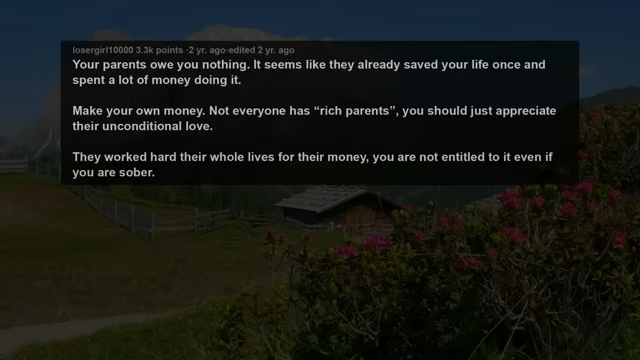 losergirl10000 3.3k points ·2 yr. ago·edited 2 yr. ago
Your parents owe you nothing. It seems like they already saved your life once and
spent a lot of money doing it.
Make your own money. Not everyone has “rich parents”, you should just appreciate
their unconditional love.
They worked hard their whole lives for their money, you are not entitled to it even if
you are sober.